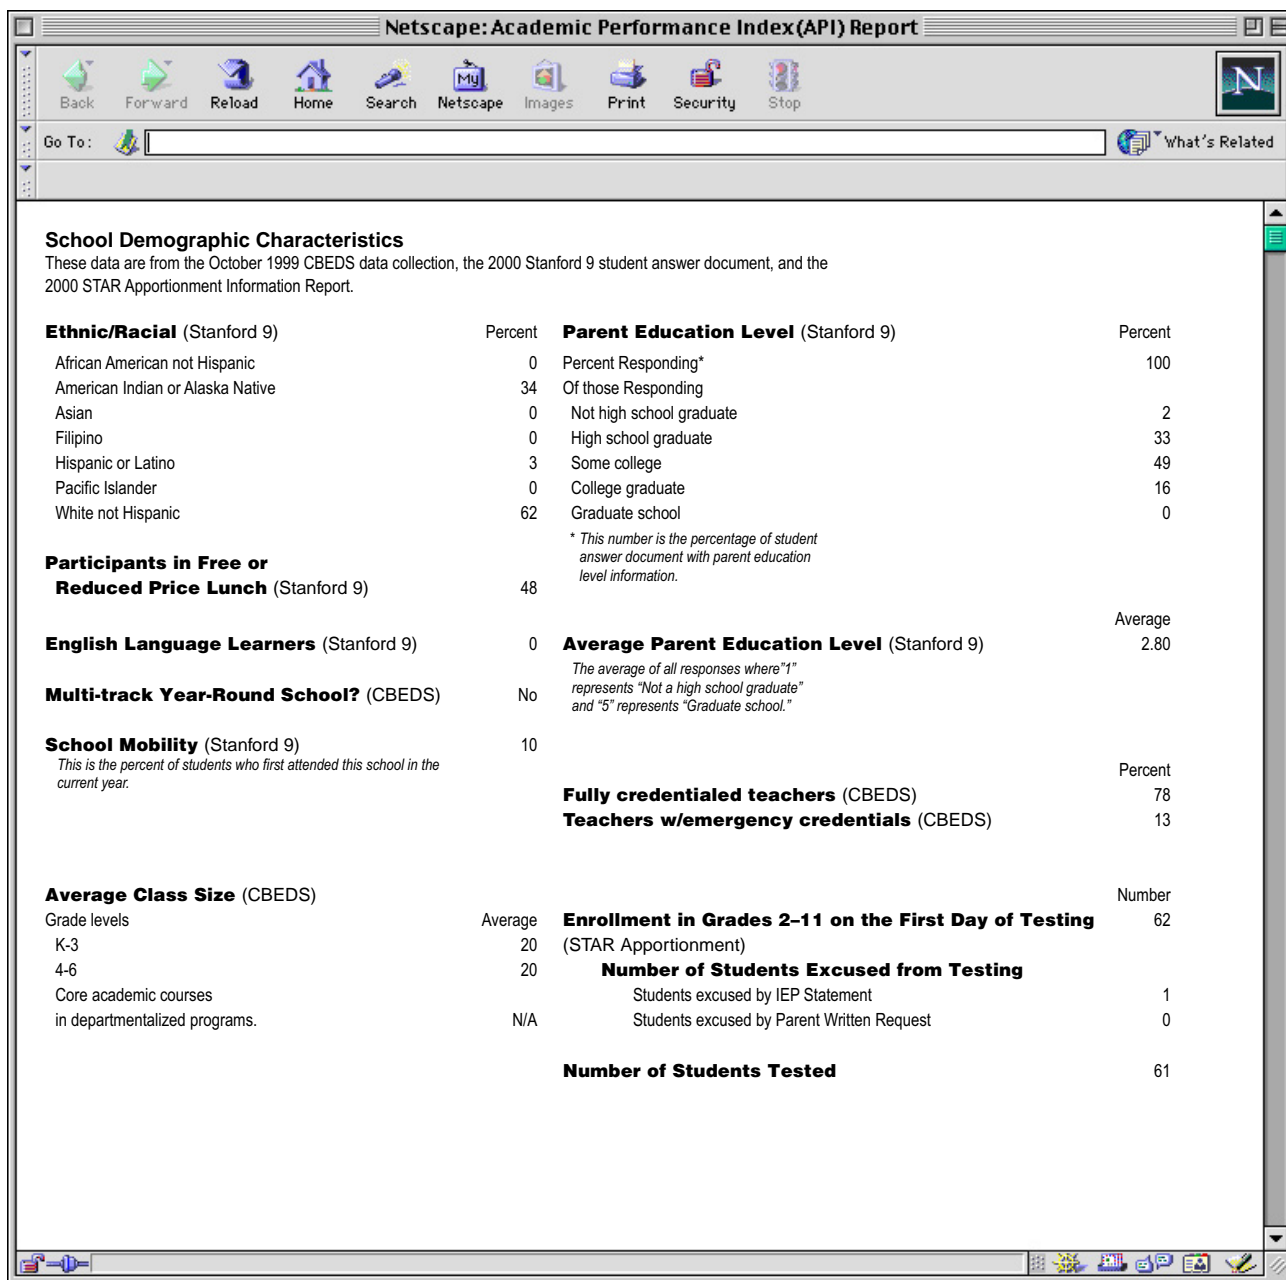 Netscape: Academic Performance Index (API) Report
Back
Forward
Reload
Home
Search
My
Netscape
Images
Print
Security
Stop
N
Go To:
What's Related
School Demographic Characteristics
These data are from the October 1999 CBEDS data collection, the 2000 Stanford 9 student answer document, and the
2000 STAR Apportionment Information Report.
Ethnic/Racial (Stanford 9) Percent
African American not Hispanic 0
American Indian or Alaska Native 34
Asian 0
Filipino 0
Hispanic or Latino 3
Pacific Islander 0
White not Hispanic 62
Participants in Free or
Reduced Price Lunch (Stanford 9) 48
English Language Learners (Stanford 9) 0
Multi-track Year-Round School? (CBEDS) No
School Mobility (Stanford 9) 10
This is the percent of students who first attended this school in the
current year.
Parent Education Level (Stanford 9) Percent
Percent Responding* 100
Of those Responding
Not high school graduate 2
High school graduate 33
Some college 49
College graduate 16
Graduate school 0
* This number is the percentage of student
answer document with parent education
level information.
Average
Average Parent Education Level (Stanford 9) 2.80
The average of all responses where"1"
represents “Not a high school graduate”
and “5” represents “Graduate school.”
Percent
Fully credentialed teachers (CBEDS) 78
Teachers w/emergency credentials (CBEDS) 13
Average Class Size (CBEDS)
Grade levels Average
K-3 20
4-6 20
Core academic courses
in departmentalized programs. N/A
Number
Enrollment in Grades 2–11 on the First Day of Testing 62
(STAR Apportionment)
Number of Students Excused from Testing
Students excused by IEP Statement 1
Students excused by Parent Written Request 0
Number of Students Tested 61